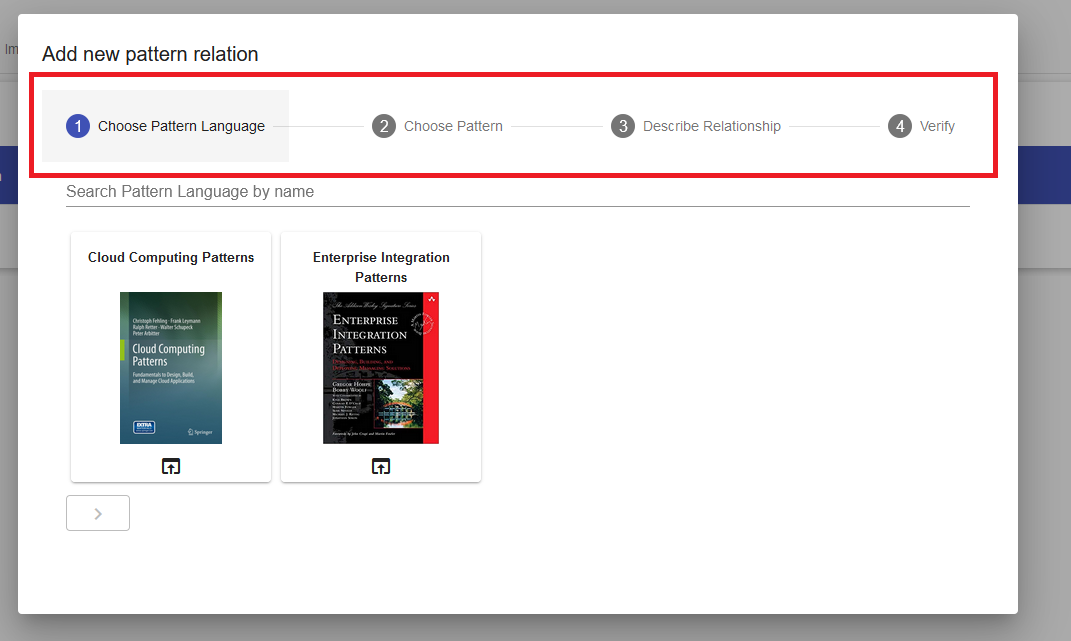 Im
Add new pattern relation
1 Choose Pattern Language 2 Choose Pattern 3 Describe Relationship 4 Verify
Search Pattern Language by name
Cloud Computing Patterns
Enterprise Integration
Patterns
Christoph Fehling · Frank Leymann
Ralph Retter · Walter Schupeck
Peter Arbitter
Cloud Computing
Patterns
Fundamentals to Design, Build,
and Manage Cloud Applications
EXTRA
Springer
The Addison Wesley Signature Series
ENTERPRISE
INTEGRATION
PATTERNS
DESIGNING, BUILDING, AND
DEPLOYING MESSAGING SOLUTIONS
GREGOR HOHPE
BOBBY WOOLF
Forewords by John Crupi and Martin Fowler